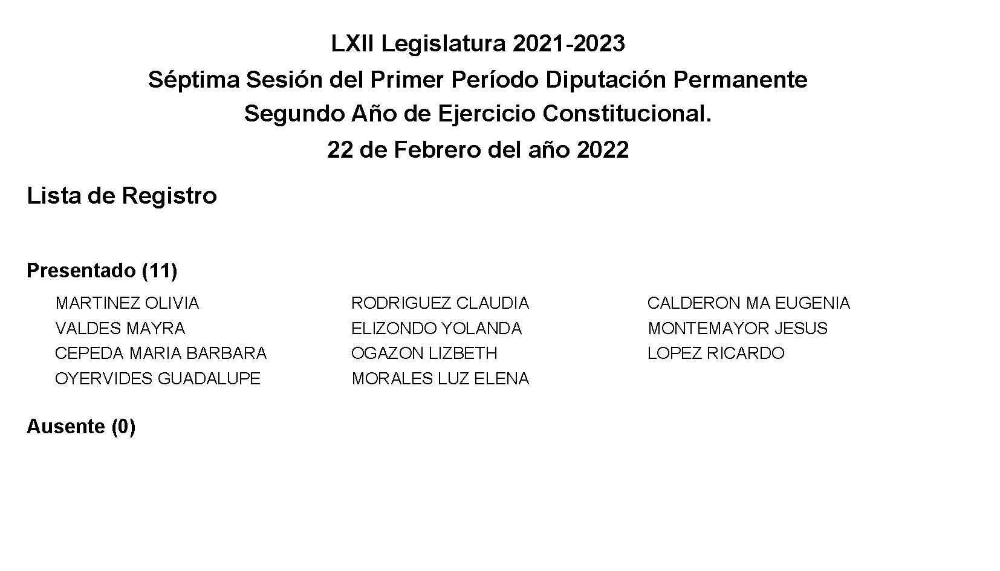 LXII Legislatura 2021-2023
Séptima Sesión del Primer Período Diputación Permanente
Segundo Año de Ejercicio Constitucional.
22 de Febrero del año 2022
Lista de Registro
Presentado (11)
MARTINEZ OLIVIA RODRIGUEZ CLAUDIA CALDERON MA EUGENIA
VALDES MAYRA ELIZONDO YOLANDA MONTEMAYOR JESUS
CEPEDA MARIA BARBARA OGAZON LIZBETH LOPEZ RICARDO
OYERVIDES GUADALUPE MORALES LUZ ELENA
Ausente (0)